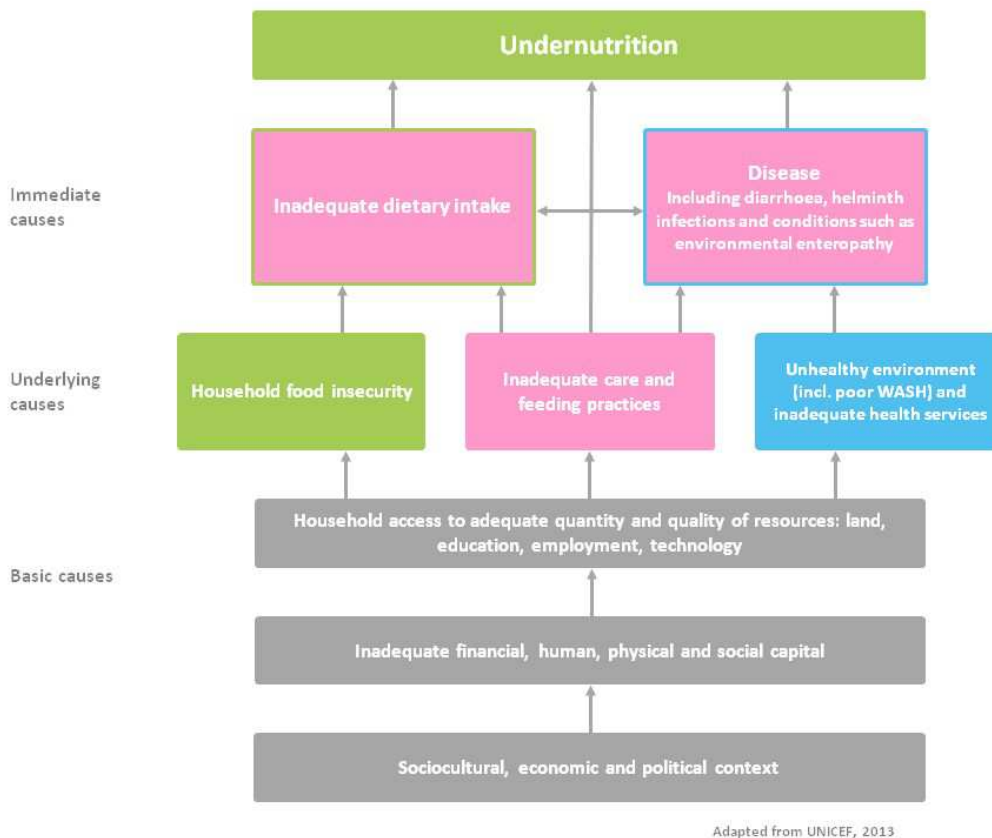 Undernutrition
Immediate
causes
Inadequate dietary intake
Disease
Including diarrhoea, helminth
infections and conditions such as
environmental enteropathy
Underlying
causes
Household food insecurity
Inadequate care and
feeding practices
Unhealthy environment
(incl. poor WASH) and
inadequate health services
Basic causes
Household access to adequate quantity and quality of resources: land,
education, employment, technology
Inadequate financial, human, physical and social capital
Sociocultural, economic and political context
Adapted from UNICEF, 2013